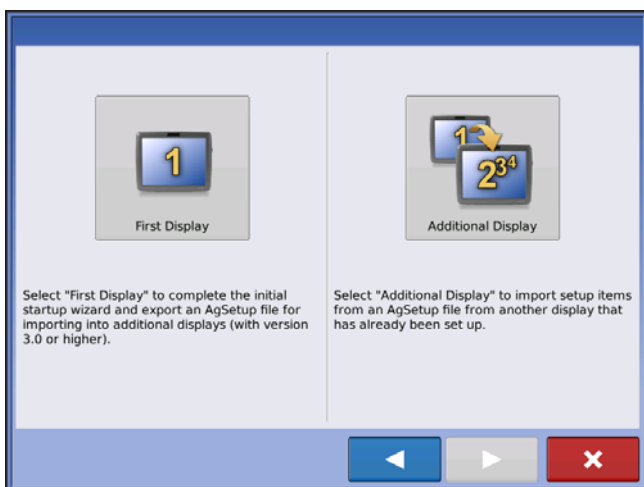 1
First Display
Select "First Display" to complete the initial
startup wizard and export an AgSetup file for
importing into additional displays (with version
3.0 or higher).
1
2 3 4
Additional Display
Select "Additional Display" to import setup items
from an AgSetup file from another display that
has already been set up.